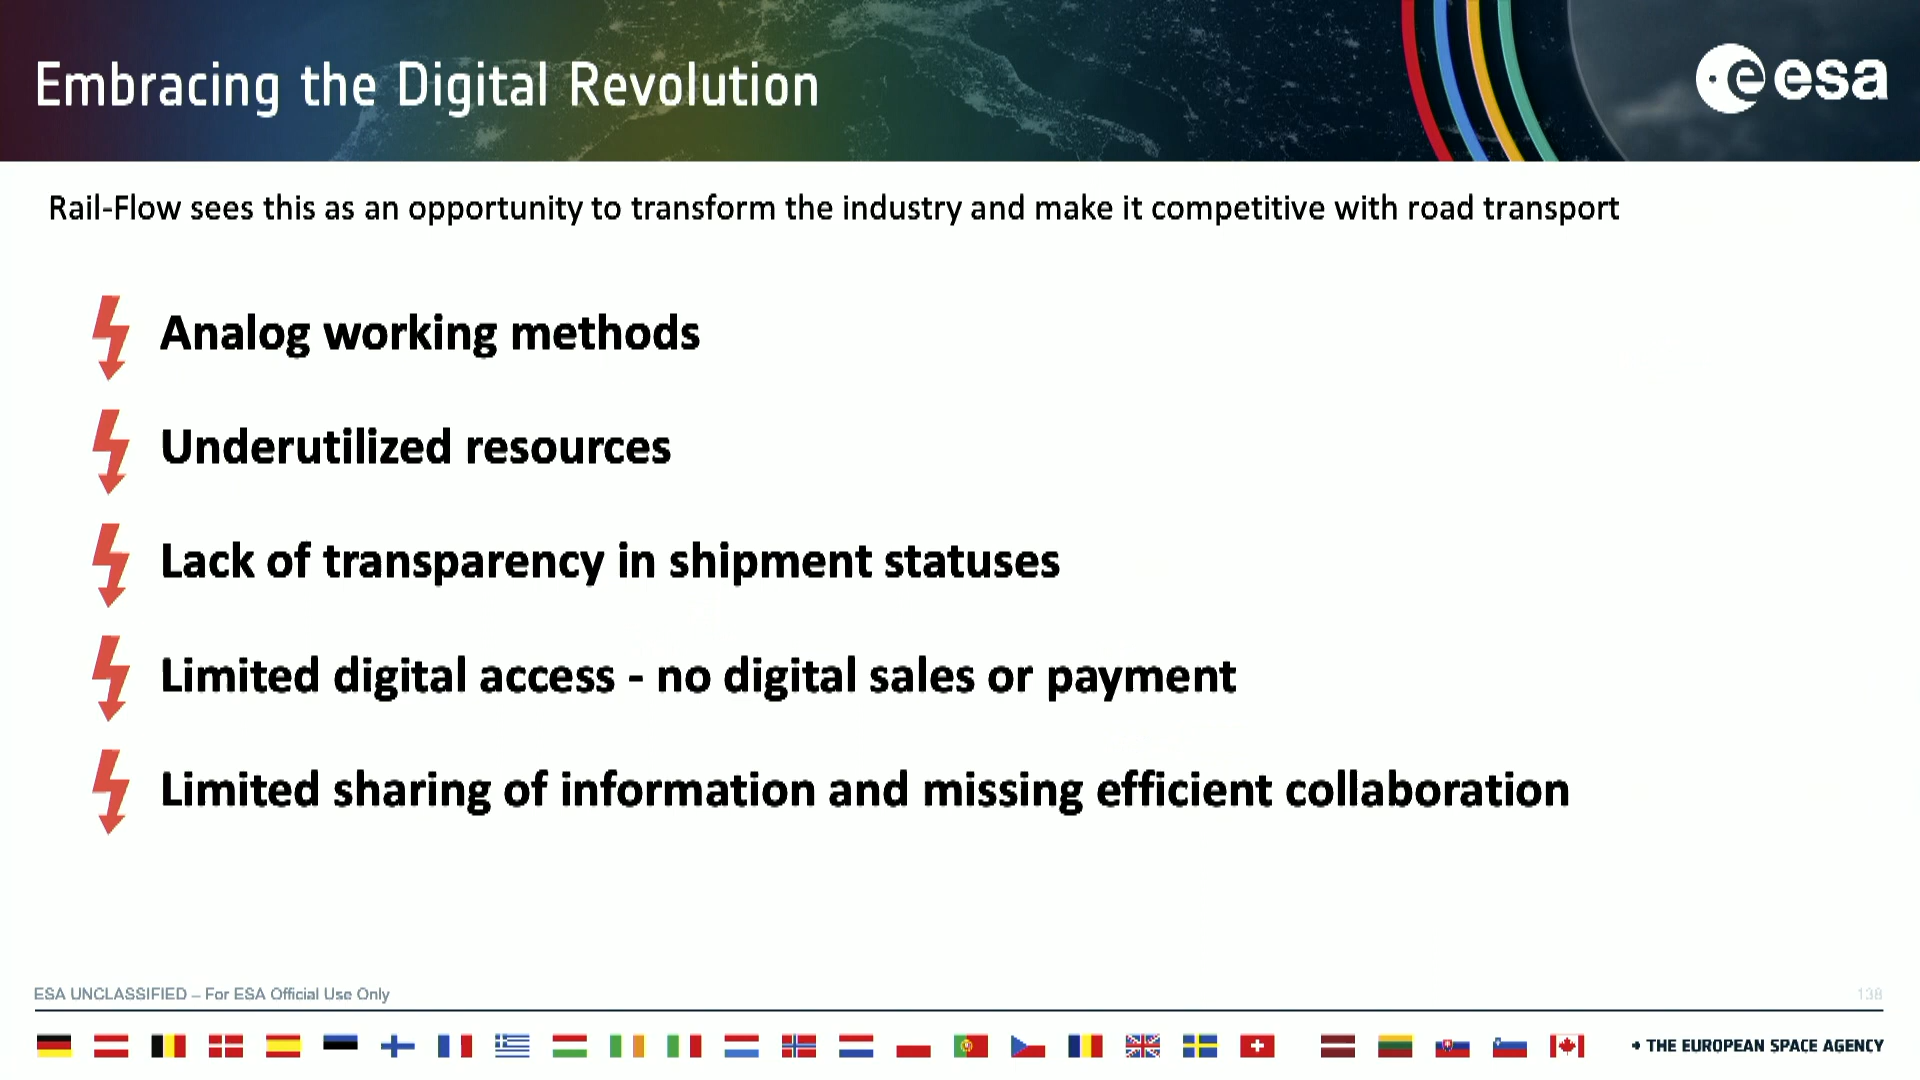 Embracing the Digital Revolution
esa
Rail-Flow sees this as an opportunity to transform the industry and make it competitive with road transport
Analog working methods
Underutilized resources
Lack of transparency in shipment statuses
Limited digital access - no digital sales or payment
Limited sharing of information and missing efficient collaboration
ESA UNCLASSIFIED – For ESA Official Use Only
138
THE EUROPEAN SPACE AGENCY